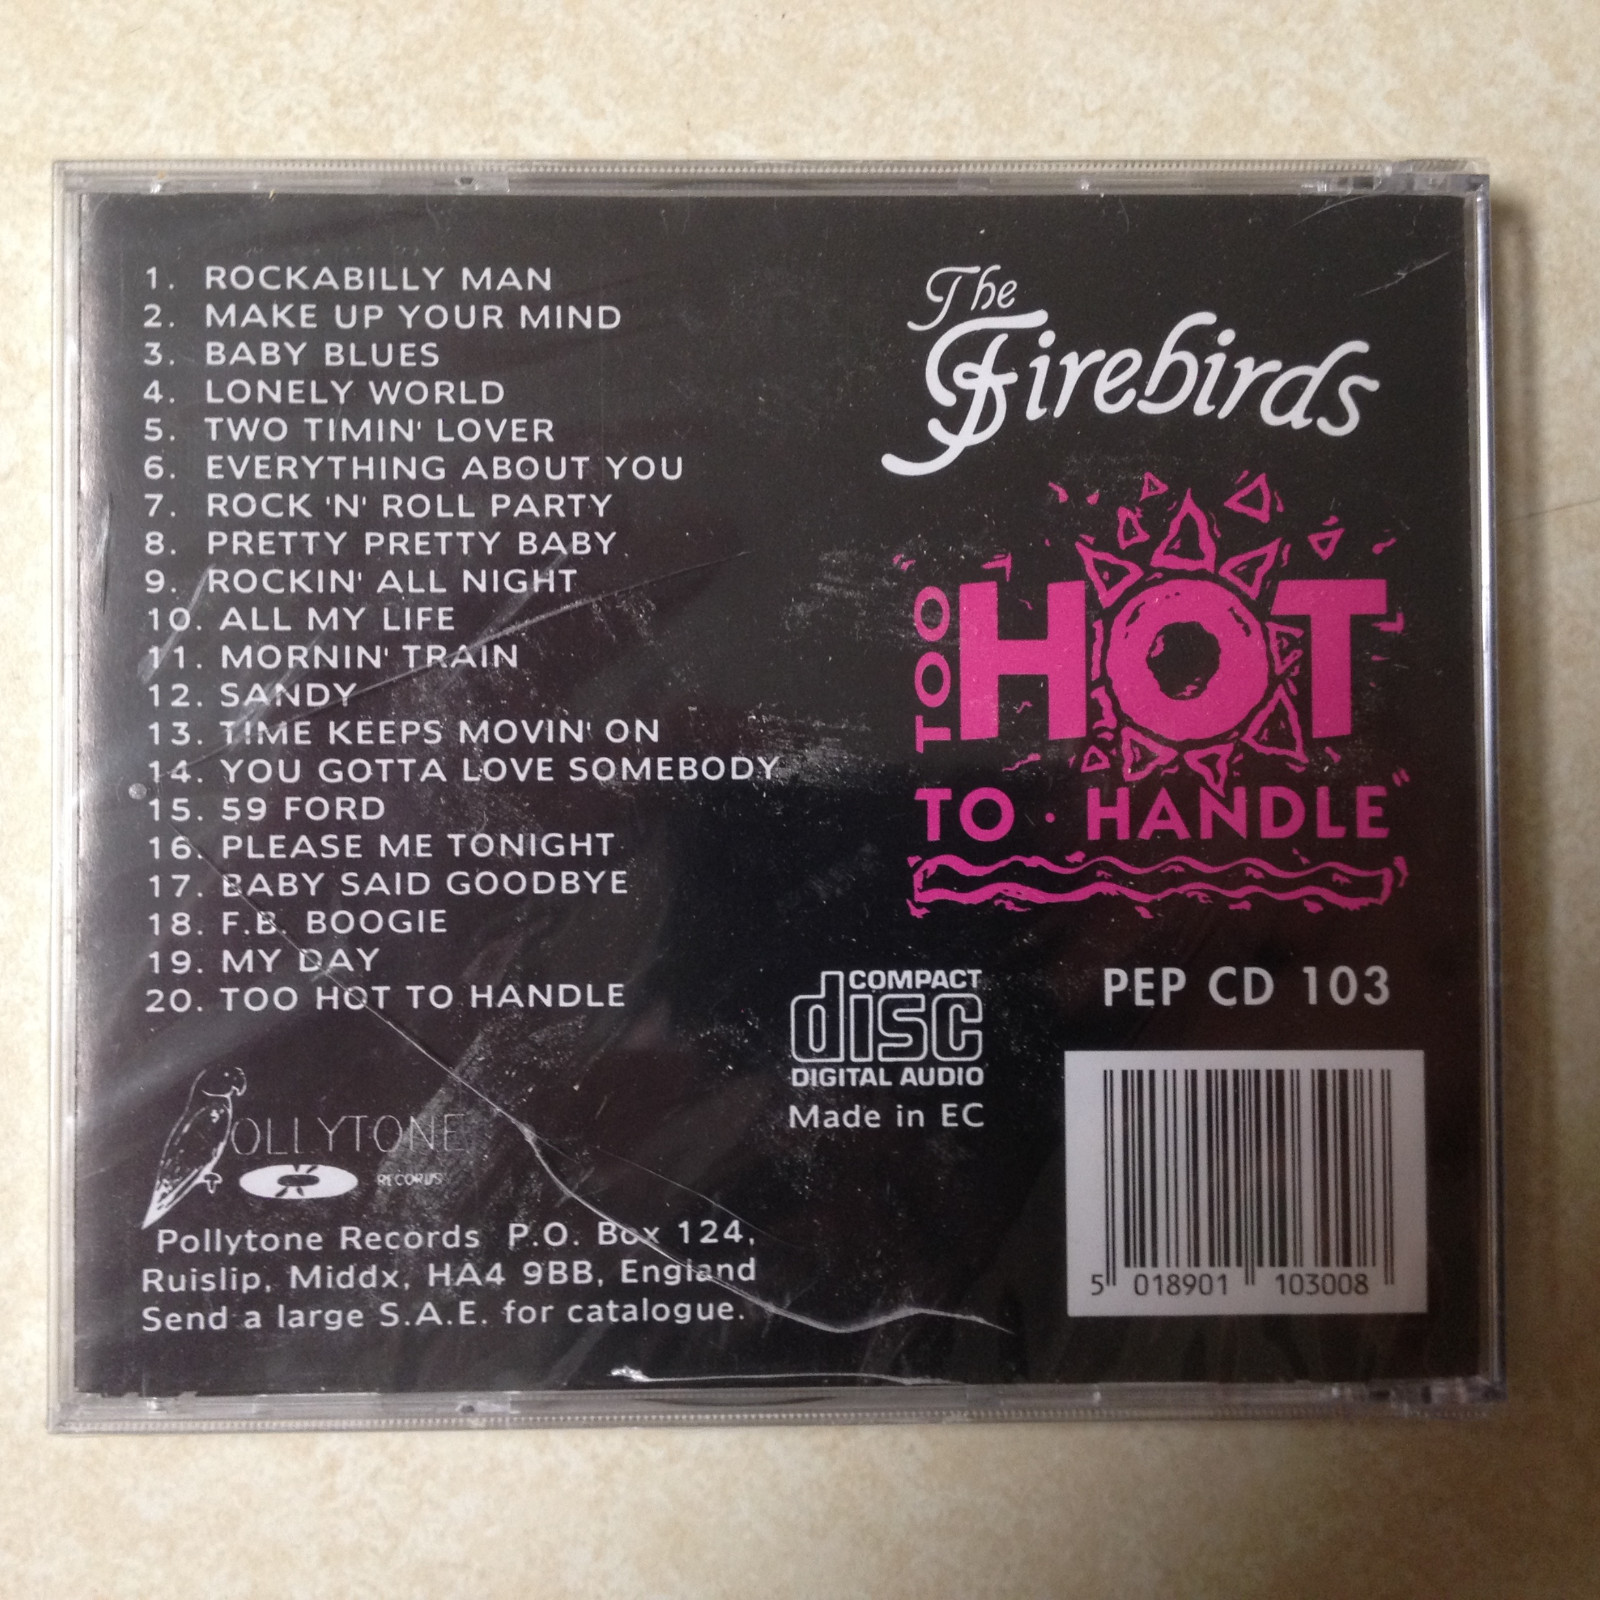 1. ROCKABILLY MAN
2. MAKE UP YOUR MIND
3. BABY BLUES
4. LONELY WORLD
5. TWO TIMIN' LOVER
6. EVERYTHING ABOUT YOU
7. ROCK 'N' ROLL PARTY
8. PRETTY PRETTY BABY
9. ROCKIN' ALL NIGHT
10. ALL MY LIFE
11. MORNIN' TRAIN
12. SANDY
13. TIME KEEPS MOVIN' ON
14. YOU GOTTA LOVE SOMEBODY
15. 59 FORD
16. PLEASE ME TONIGHT
17. BABY SAID GOODBYE
18. F.B. BOOGIE
19. MY DAY
20. TOO HOT TO HANDLE
The
Firebirds
TOO
HOT
TO · HANDLE"
PEP CD 103
COMPACT
disc
DIGITAL AUDIO
Made in EC
POLLYTONE
RECORDS
Pollytone Records P.O. Box 124,
Ruislip, Middx, HA4 9BB, England
Send a large S.A.E. for catalogue.
5 018901 103008